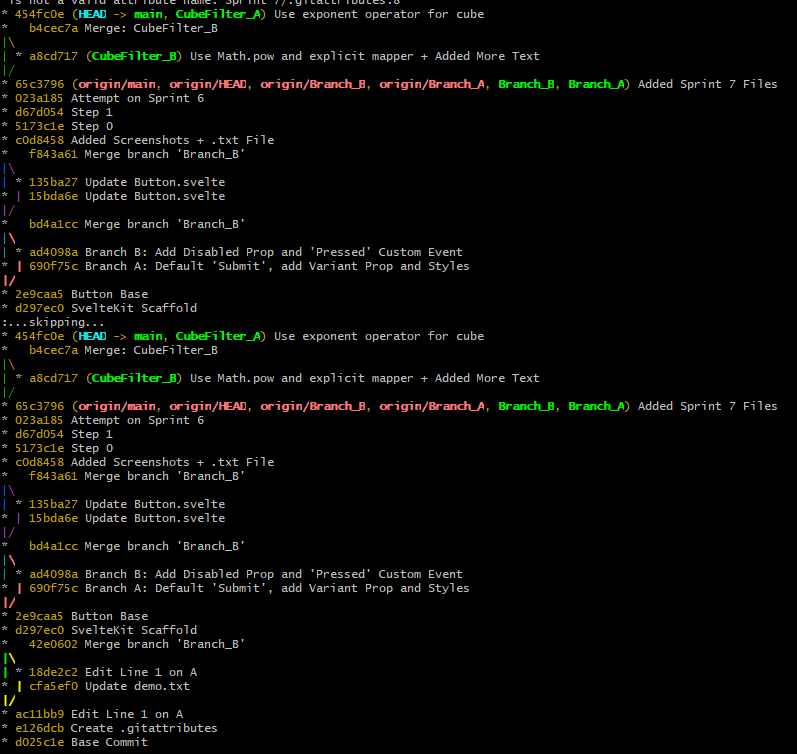 is not a valid attribute name: Sprint 7/.gitattributes:8
* 454fc0e (HEAD -> main, CubeFilter_A) Use exponent operator for cube
*   b4cec7a Merge: CubeFilter_B
|\
| * a8cd717 (CubeFilter_B) Use Math.pow and explicit mapper + Added More Text
|/
* 65c3796 (origin/main, origin/HEAD, origin/Branch_B, origin/Branch_A, Branch_B, Branch_A) Added Sprint 7 Files
* 023a185 Attempt on Sprint 6
* d67d054 Step 1
* 5173c1e Step 0
* c0d8458 Added Screenshots + .txt File
*   f843a61 Merge branch 'Branch_B'
|\
| * 135ba27 Update Button.svelte
* | 15bda6e Update Button.svelte
|/
*   bd4a1cc Merge branch 'Branch_B'
|\
| * ad4098a Branch B: Add Disabled Prop and 'Pressed' Custom Event
* | 690f75c Branch A: Default 'Submit', add Variant Prop and Styles
|/
* 2e9caa5 Button Base
* d297ec0 SvelteKit Scaffold
:...skipping...
* 454fc0e (HEAD -> main, CubeFilter_A) Use exponent operator for cube
*   b4cec7a Merge: CubeFilter_B
|\
| * a8cd717 (CubeFilter_B) Use Math.pow and explicit mapper + Added More Text
|/
* 65c3796 (origin/main, origin/HEAD, origin/Branch_B, origin/Branch_A, Branch_B, Branch_A) Added Sprint 7 Files
* 023a185 Attempt on Sprint 6
* d67d054 Step 1
* 5173c1e Step 0
* c0d8458 Added Screenshots + .txt File
*   f843a61 Merge branch 'Branch_B'
|\
| * 135ba27 Update Button.svelte
* | 15bda6e Update Button.svelte
|/
*   bd4a1cc Merge branch 'Branch_B'
|\
| * ad4098a Branch B: Add Disabled Prop and 'Pressed' Custom Event
* | 690f75c Branch A: Default 'Submit', add Variant Prop and Styles
|/
* 2e9caa5 Button Base
* d297ec0 SvelteKit Scaffold
*   42e0602 Merge branch 'Branch_B'
|\
| * 18de2c2 Edit Line 1 on A
* | cfa5ef0 Update demo.txt
|/
* ac11bb9 Edit Line 1 on A
* e126dcb Create .gitattributes
* d025c1e Base Commit